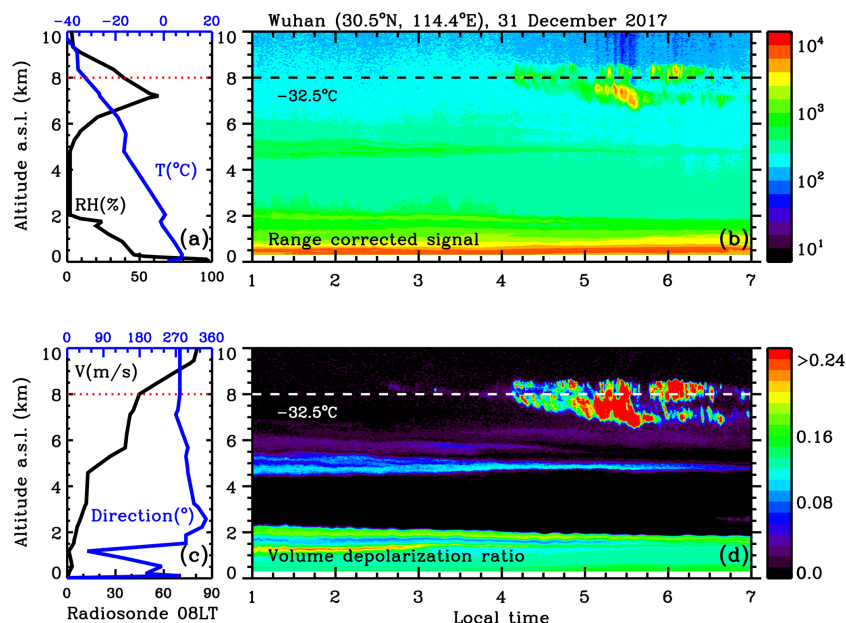 Wuhan (30.5°N, 114.4°E), 31 December 2017
-40 -20 0 20
Altitude a.s.l. (km)
10
8
6
4
2
0
T(°C)
RH(%)
(a)
0 50 100
10
8
6
4
2
0
-32.5°C
Range corrected signal
(b)
1 2 3 4 5 6 7
10⁴
10³
10²
10¹
0 90 180 270 360
Altitude a.s.l. (km)
10
8
6
4
2
0
V(m/s)
Direction(°)
(c)
0 30 60 90
Radiosonde 08LT
10
8
6
4
2
0
-32.5°C
Volume depolarization ratio
(d)
1 2 3 4 5 6 7
Local time
>0.24
0.16
0.08
0.0